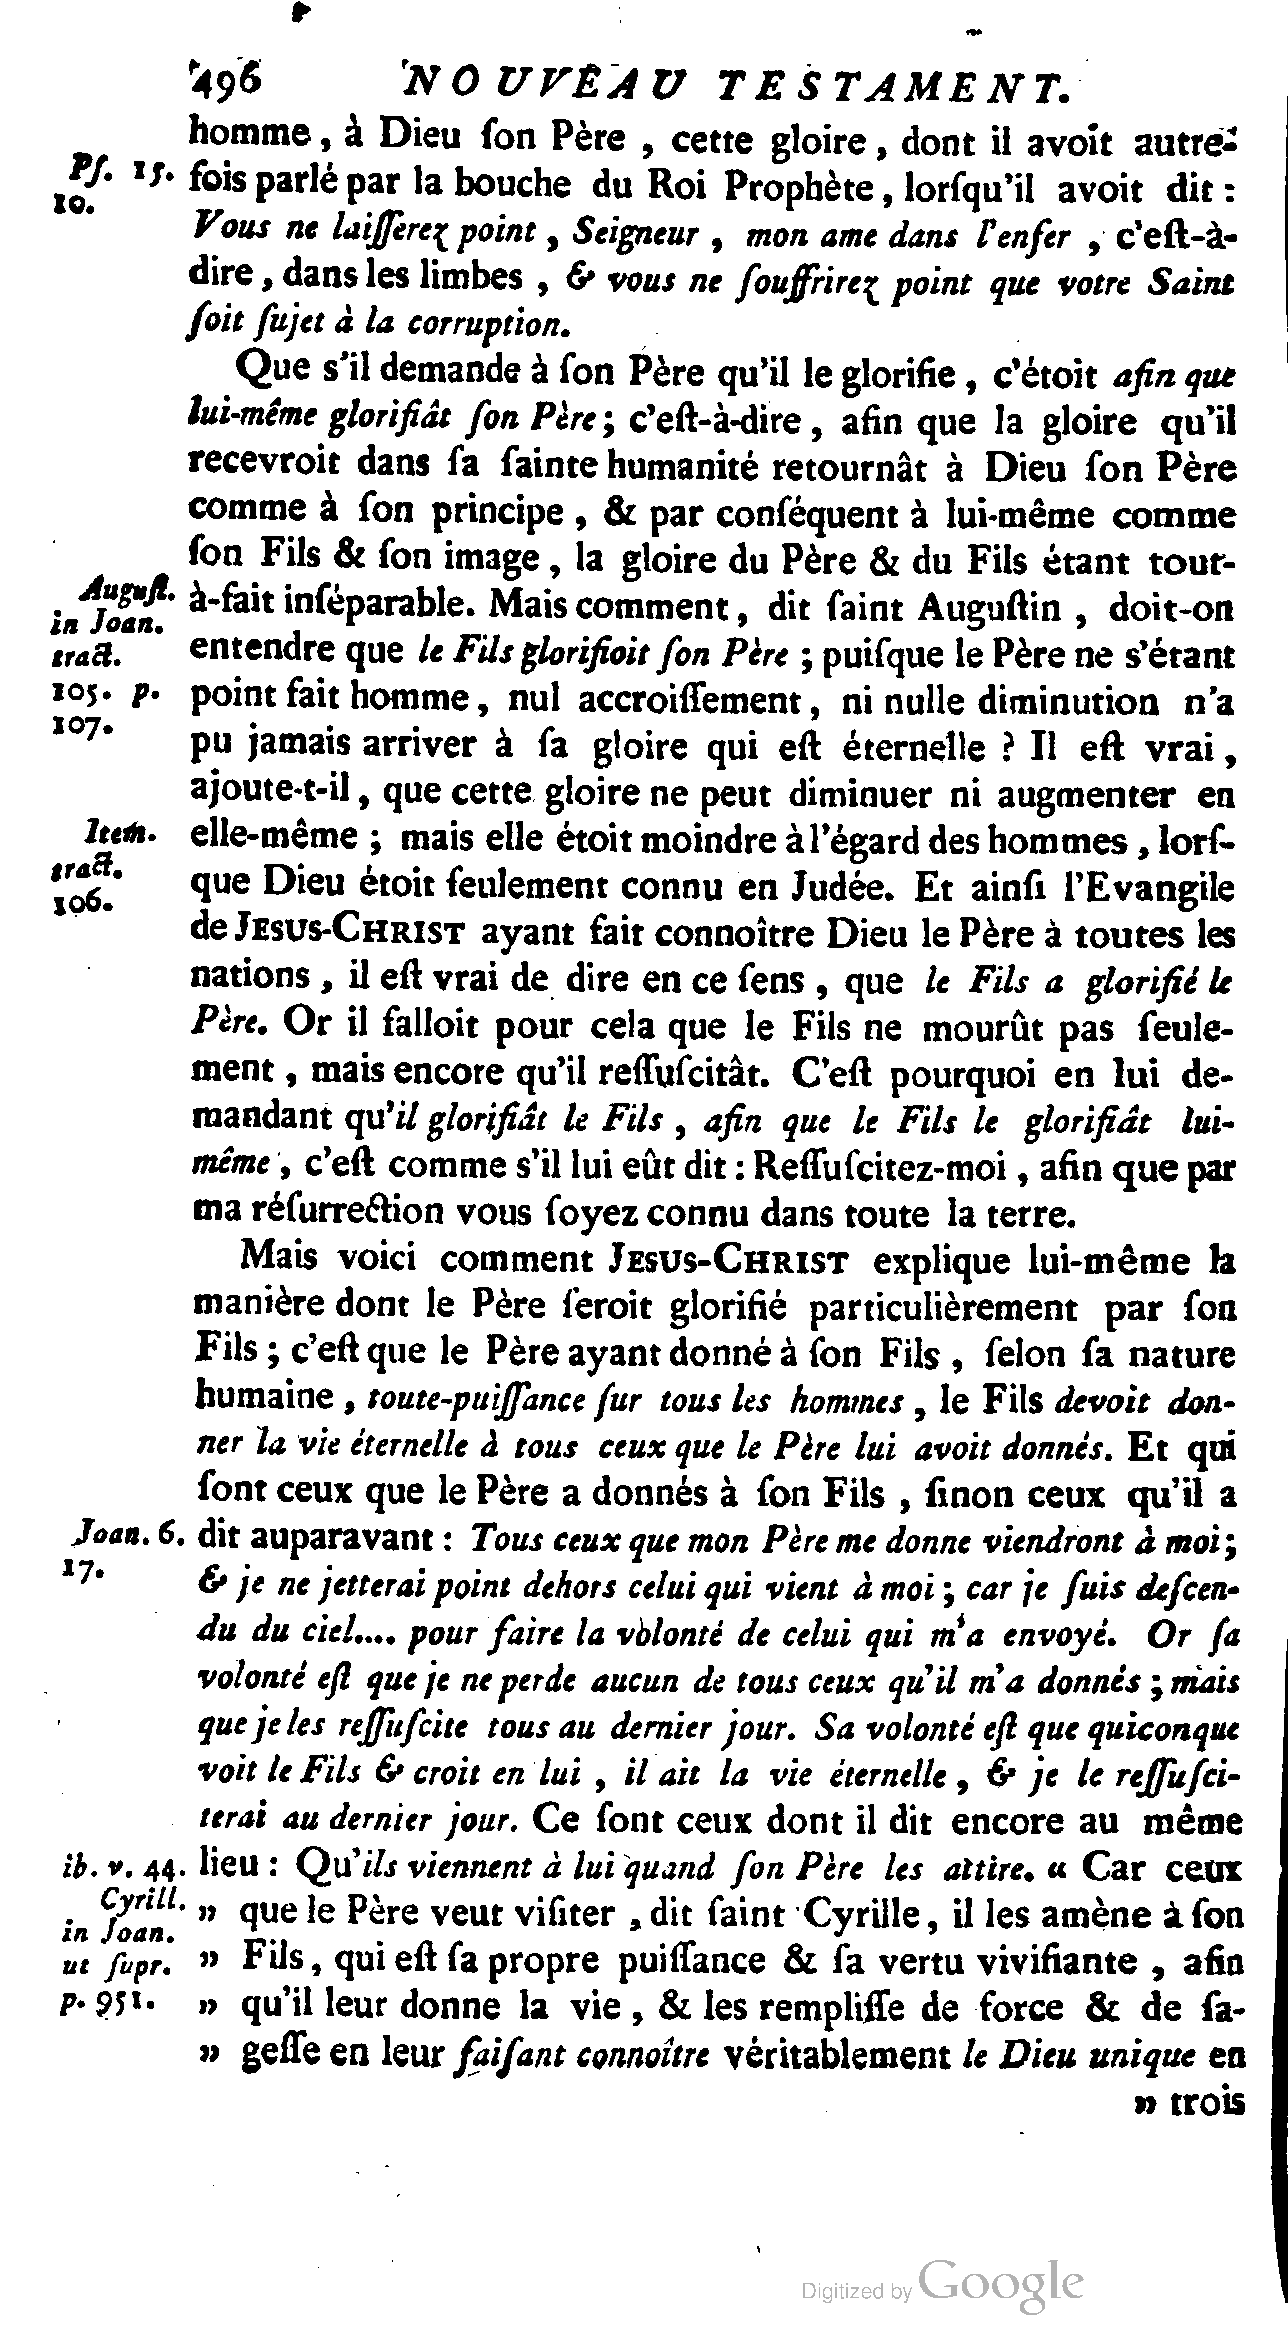 496 NOUVEAU TESTAMENT.
homme, à Dieu ſon Père, cette gloire, dont il avoit autre-
Pſ. 15. fois parlé par la bouche du Roi Prophète, lorſqu'il avoit dit :
10.
Vous ne laiſſerez point, Seigneur, mon ame dans l'enfer, c'eſt-à-
dire, dans les limbes, & vous ne ſouffrirez point que votre Saint
ſoit ſujet à la corruption.
Que s'il demande à ſon Père qu'il le glorifie, c'étoit afin que
lui-même glorifiât ſon Père; c'eſt-à-dire, afin que la gloire qu'il
recevroit dans ſa ſainte humanité retournât à Dieu ſon Père
comme à ſon principe, & par conſéquent à lui-même comme
ſon Fils & ſon image, la gloire du Père & du Fils étant tout-
Auguſt. à-fait inſéparable. Mais comment, dit ſaint Auguſtin, doit-on
in Joan.
tract. entendre que le Fils glorifioit ſon Père ; puiſque le Père ne s'étant
105. p. point fait homme, nul accroiſſement, ni nulle diminution n'a
107.
pu jamais arriver à ſa gloire qui eſt éternelle ? Il eſt vrai,
ajoute-t-il, que cette gloire ne peut diminuer ni augmenter en
Item. elle-même ; mais elle étoit moindre à l'égard des hommes, lorſ-
tract.
106. que Dieu étoit ſeulement connu en Judée. Et ainſi l'Evangile
de JESUS-CHRIST ayant fait connoître Dieu le Père à toutes les
nations, il eſt vrai de dire en ce ſens, que le Fils a glorifié le
Père. Or il falloit pour cela que le Fils ne mourût pas ſeule-
ment, mais encore qu'il reſſuſcitât. C'eſt pourquoi en lui de-
mandant qu'il glorifiât le Fils, afin que le Fils le glorifiât lui-
même, c'eſt comme s'il lui eût dit : Reſſuſcitez-moi, afin que par
ma réſurrection vous ſoyez connu dans toute la terre.
Mais voici comment JESUS-CHRIST explique lui-même la
manière dont le Père ſeroit glorifié particulièrement par ſon
Fils ; c'eſt que le Père ayant donné à ſon Fils, ſelon ſa nature
humaine, toute-puiſſance ſur tous les hommes, le Fils devoit don-
ner la vie éternelle à tous ceux que le Père lui avoit donnés. Et qui
ſont ceux que le Père a donnés à ſon Fils, ſinon ceux qu'il a
Joan. 6. dit auparavant : Tous ceux que mon Père me donne viendront à moi;
17.
& je ne jetterai point dehors celui qui vient à moi ; car je ſuis deſcen-
du du ciel.... pour faire la volonté de celui qui m'a envoyé. Or ſa
volonté eſt que je ne perde aucun de tous ceux qu'il m'a donnés ; mais
que je les reſſuſcite tous au dernier jour. Sa volonté eſt que quiconque
voit le Fils & croit en lui, il ait la vie éternelle, & je le reſſuſci-
terai au dernier jour. Ce ſont ceux dont il dit encore au même
ib. v. 44. lieu : Qu'ils viennent à lui quand ſon Père les attire. « Car ceux
Cyrill. » que le Père veut viſiter, dit ſaint Cyrille, il les amène à ſon
in Joan.
ut ſupr. » Fils, qui eſt ſa propre puiſſance & ſa vertu vivifiante, afin
p. 951. » qu'il leur donne la vie, & les rempliſſe de force & de ſa-
» geſſe en leur faiſant connoître véritablement le Dieu unique en
» trois
Digitized by Google